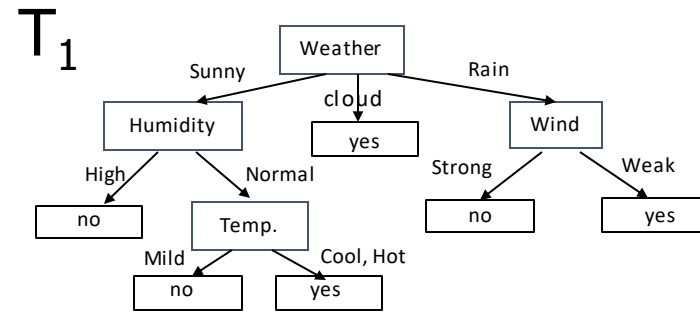 T1
Weather
Sunny
cloud
Rain
Humidity
yes
Wind
High
Normal
Strong
Weak
no
Temp.
no
yes
Mild
Cool, Hot
no
yes